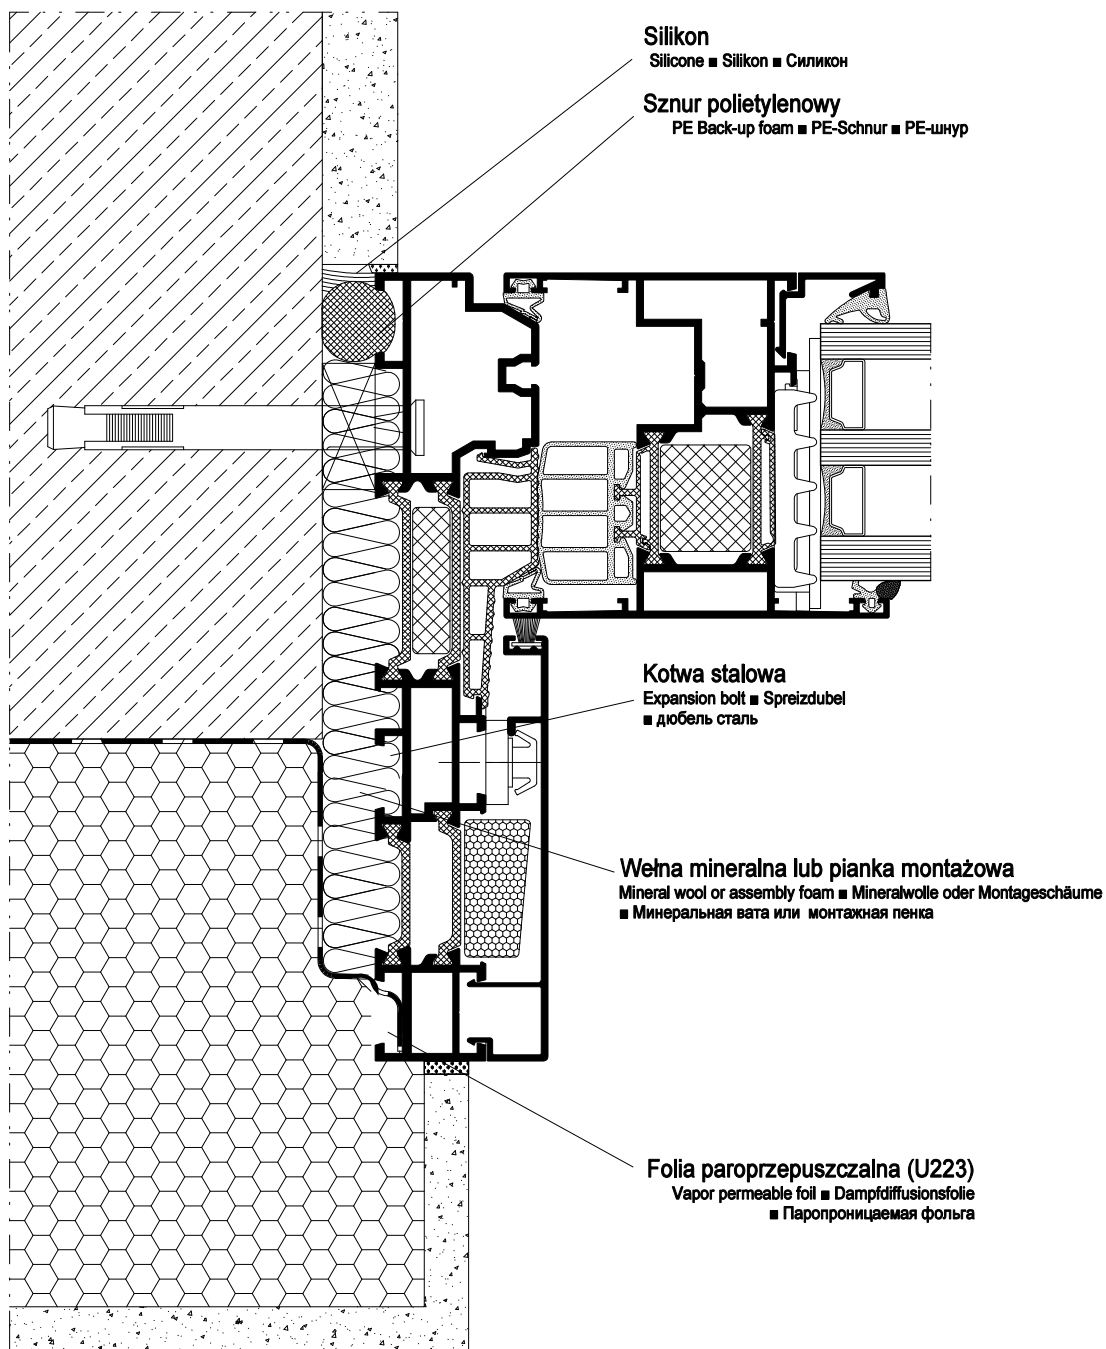 Silikon
Silicone ■ Silikon ■ Силикон
Sznur polietylenowy
PE Back-up foam ■ PE-Schnur ■ PE-шнур
Kotwa stalowa
Expansion bolt ■ Spreizdubel
■ дюбель сталь
Wełna mineralna lub pianka montażowa
Mineral wool or assembly foam ■ Mineralwolle oder Montageschäume
■ Минеральная вата или монтажная пенка
Folia paroprzepuszczalna (U223)
Vapor permeable foil ■ Dampfdiffusionsfolie
■ Паропроницаемая фольга